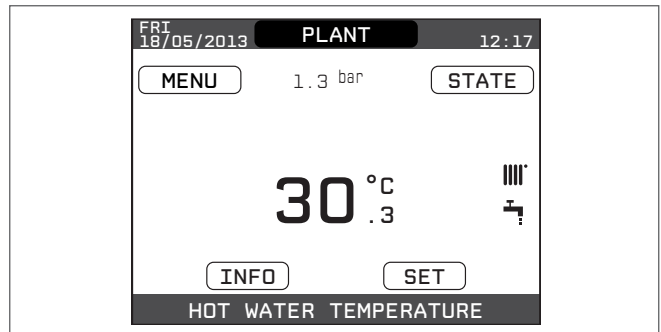 FRI
18/05/2013 PLANT 12:17
MENU 1.3 bar STATE
30.3 °C
INFO SET
HOT WATER TEMPERATURE